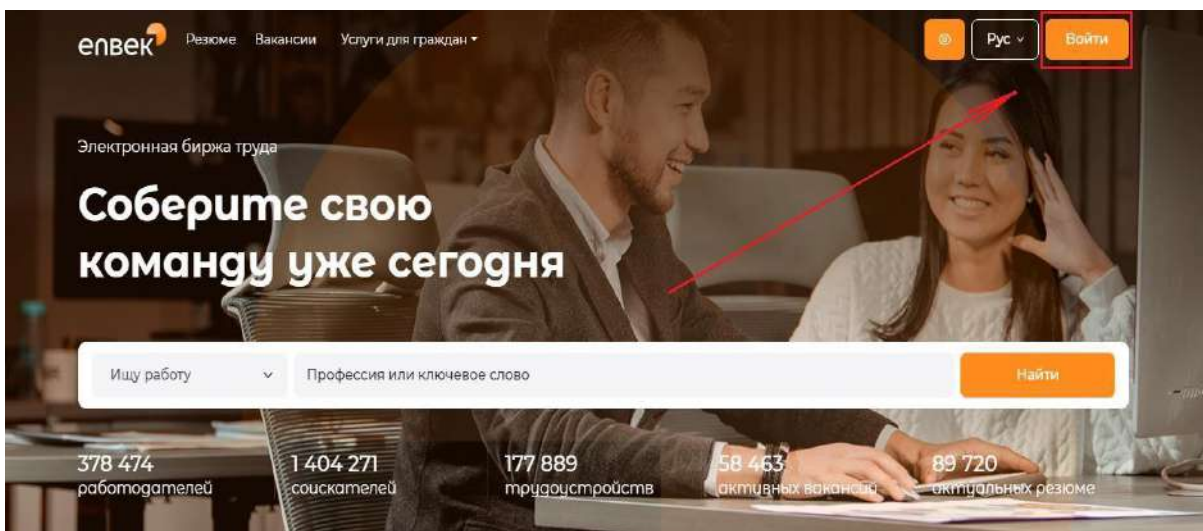 enbek
Резюме Вакансии Услуги для граждан
Рус
Войти
Электронная биржа труда
Соберите свою
команду уже сегодня
Ищу работу
Профессия или ключевое слово
Найти
378 474
работодателей
1 404 271
соискателей
177 889
трудоустройств
58 463
активных вакансий
89 720
актуальных резюме